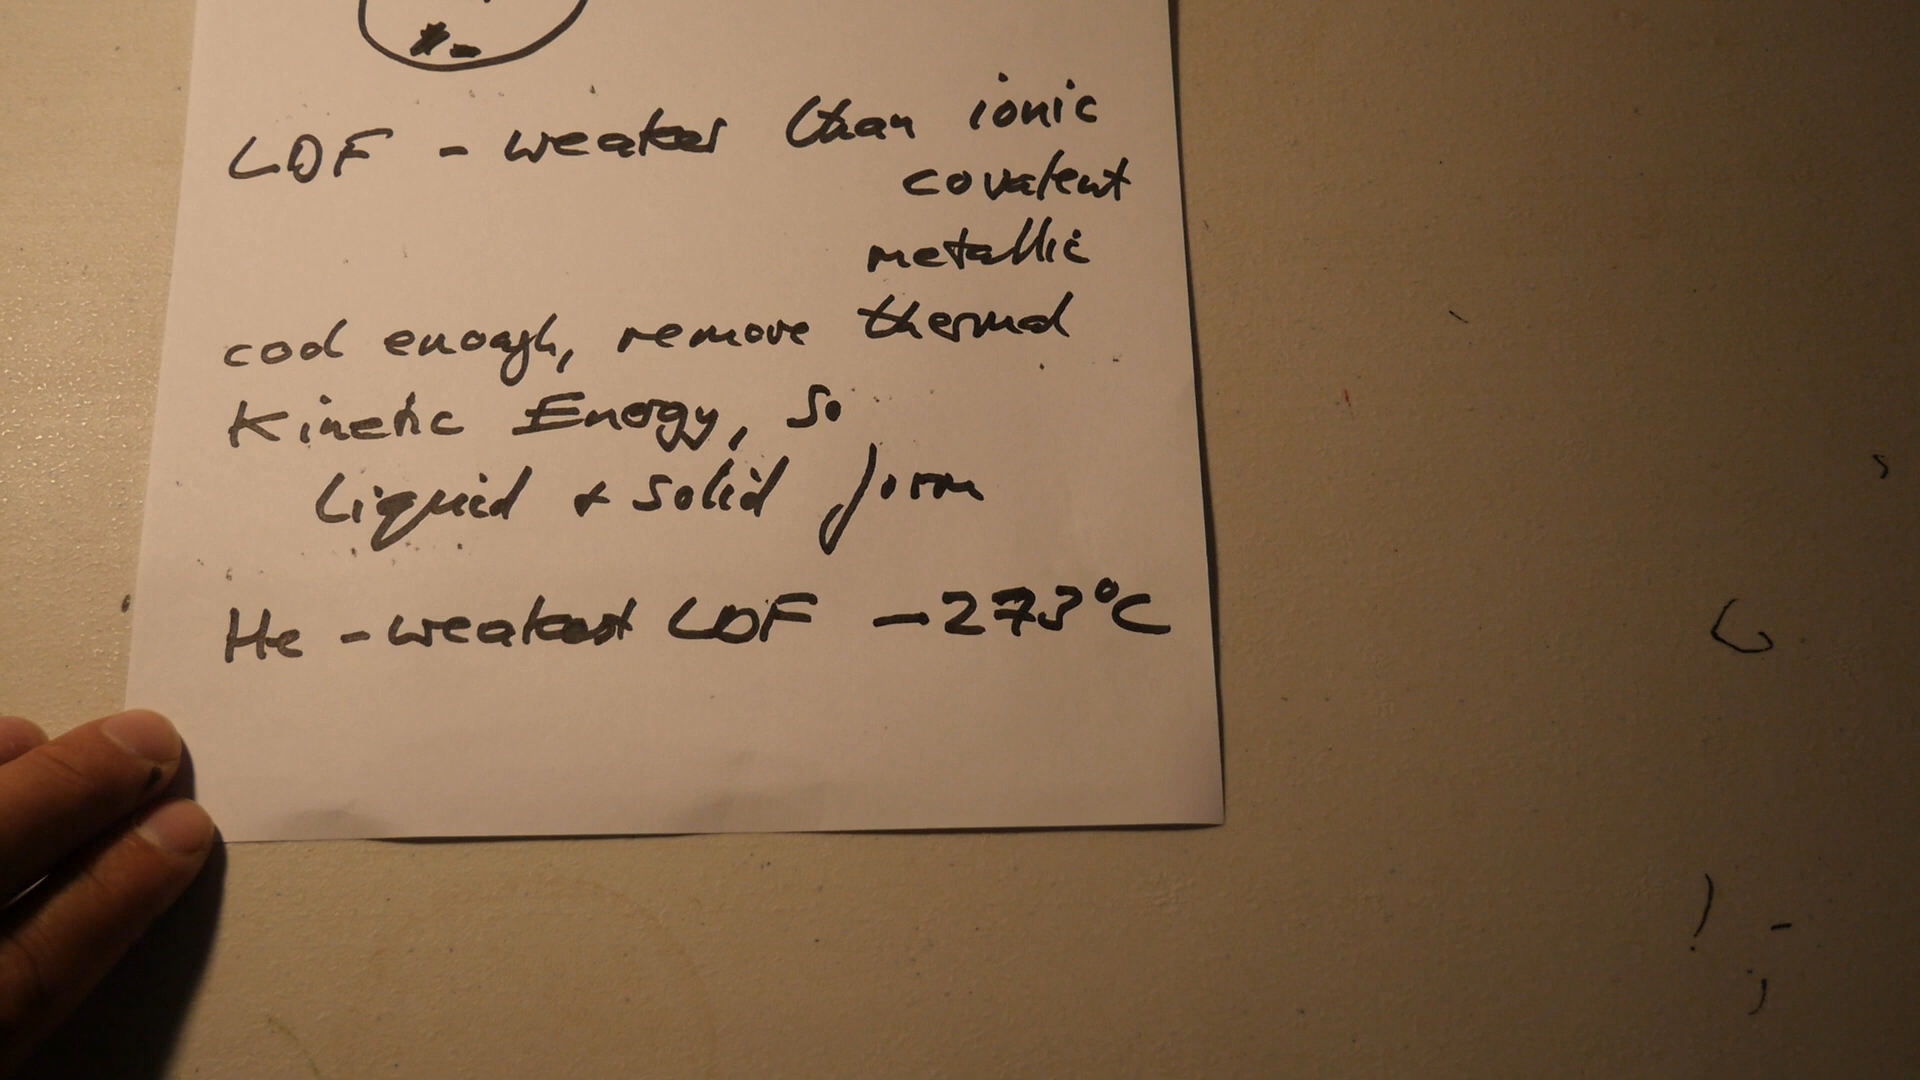 LDF - weaker than ionic
covalent
metallic
cool enough, remove thermal
Kinetic Energy, so
Liquid + solid form
He - weakest LDF -273°C